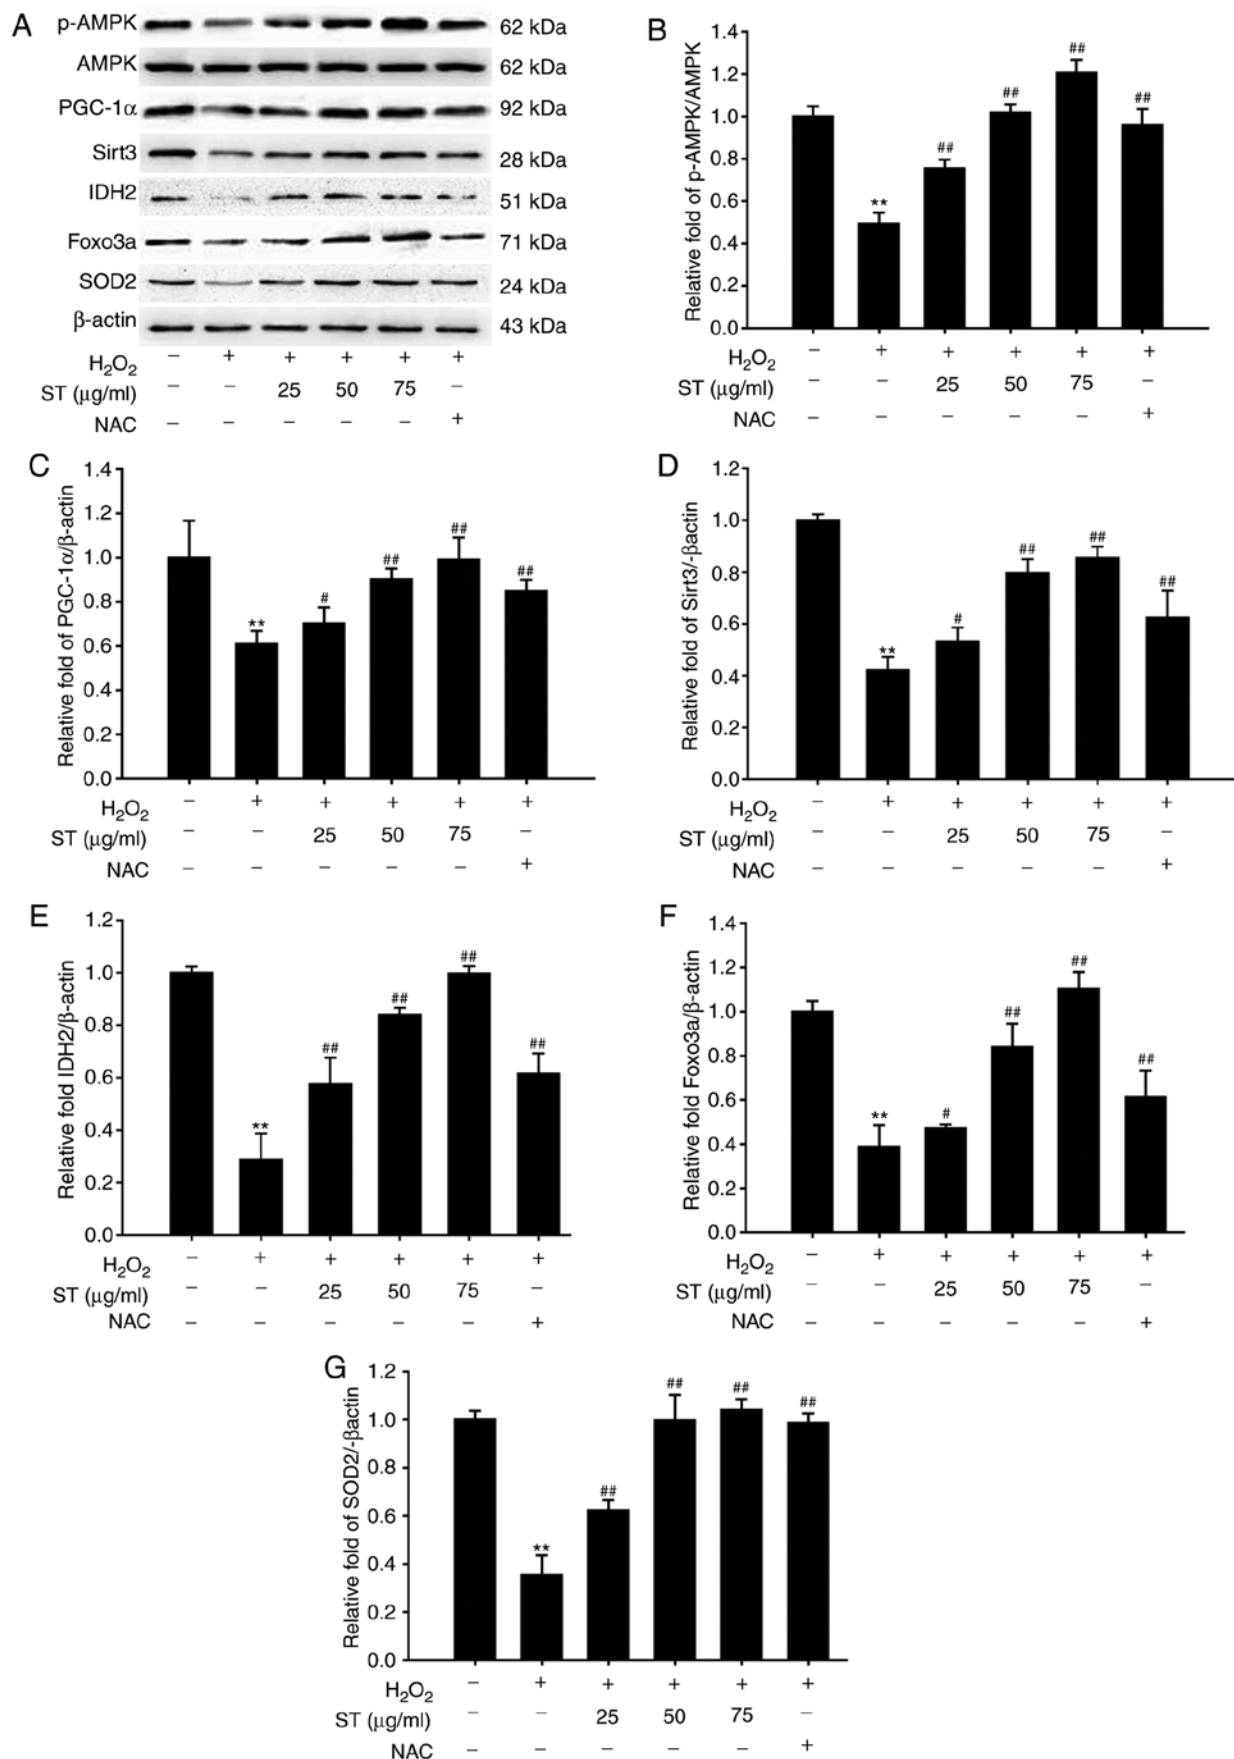 A
p-AMPK 62 kDa
AMPK 62 kDa
PGC-1α 92 kDa
Sirt3 28 kDa
IDH2 51 kDa
Foxo3a 71 kDa
SOD2 24 kDa
β-actin 43 kDa
H₂O₂ – + + + + +
ST (μg/ml) – – 25 50 75 –
NAC – – – – – +
B
Relative fold of p-AMPK/AMPK
1.4
1.2
1.0
0.8
0.6
0.4
0.2
0.0
** ## ## ## ##
H₂O₂ – + + + + +
ST (μg/ml) – – 25 50 75 –
NAC – – – – – +
C
Relative fold of PGC-1α/β-actin
1.4
1.2
1.0
0.8
0.6
0.4
0.2
0.0
** # ## ## ##
H₂O₂ – + + + + +
ST (μg/ml) – – 25 50 75 –
NAC – – – – – +
D
Relative fold of Sirt3/-βactin
1.2
1.0
0.8
0.6
0.4
0.2
0.0
** # ## ## ##
H₂O₂ – + + + + +
ST (μg/ml) – – 25 50 75 –
NAC – – – – – +
E
Relative fold IDH2/β-actin
1.2
1.0
0.8
0.6
0.4
0.2
0.0
** ## ## ## ##
H₂O₂ – + + + + +
ST (μg/ml) – – 25 50 75 –
NAC – – – – – +
F
Relative fold Foxo3a/β-actin
1.4
1.2
1.0
0.8
0.6
0.4
0.2
0.0
** # ## ## ##
H₂O₂ – + + + + +
ST (μg/ml) – – 25 50 75 –
NAC – – – – – +
G
Relative fold of SOD2/-βactin
1.2
1.0
0.8
0.6
0.4
0.2
0.0
** ## ## ## ##
H₂O₂ – + + + + +
ST (μg/ml) – – 25 50 75 –
NAC – – – – – +